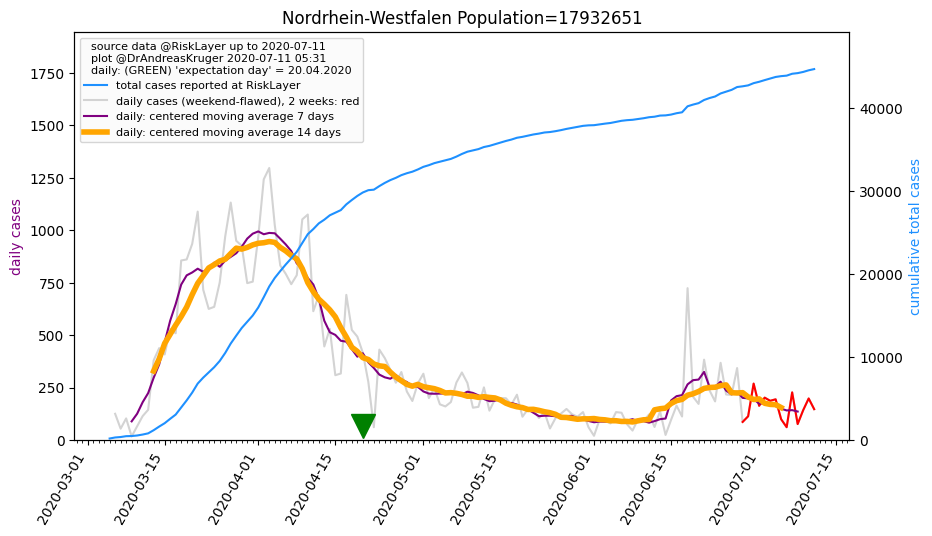 Nordrhein-Westfalen Population=17932651
source data @RiskLayer up to 2020-07-11
plot @DrAndreasKruger 2020-07-11 05:31
daily: (GREEN) 'expectation day' = 20.04.2020
total cases reported at RiskLayer
daily cases (weekend-flawed), 2 weeks: red
daily: centered moving average 7 days
daily: centered moving average 14 days
daily cases
1750
1500
1250
1000
750
500
250
0
cumulative total cases
40000
30000
20000
10000
0
2020-03-01
2020-03-15
2020-04-01
2020-04-15
2020-05-01
2020-05-15
2020-06-01
2020-06-15
2020-07-01
2020-07-15